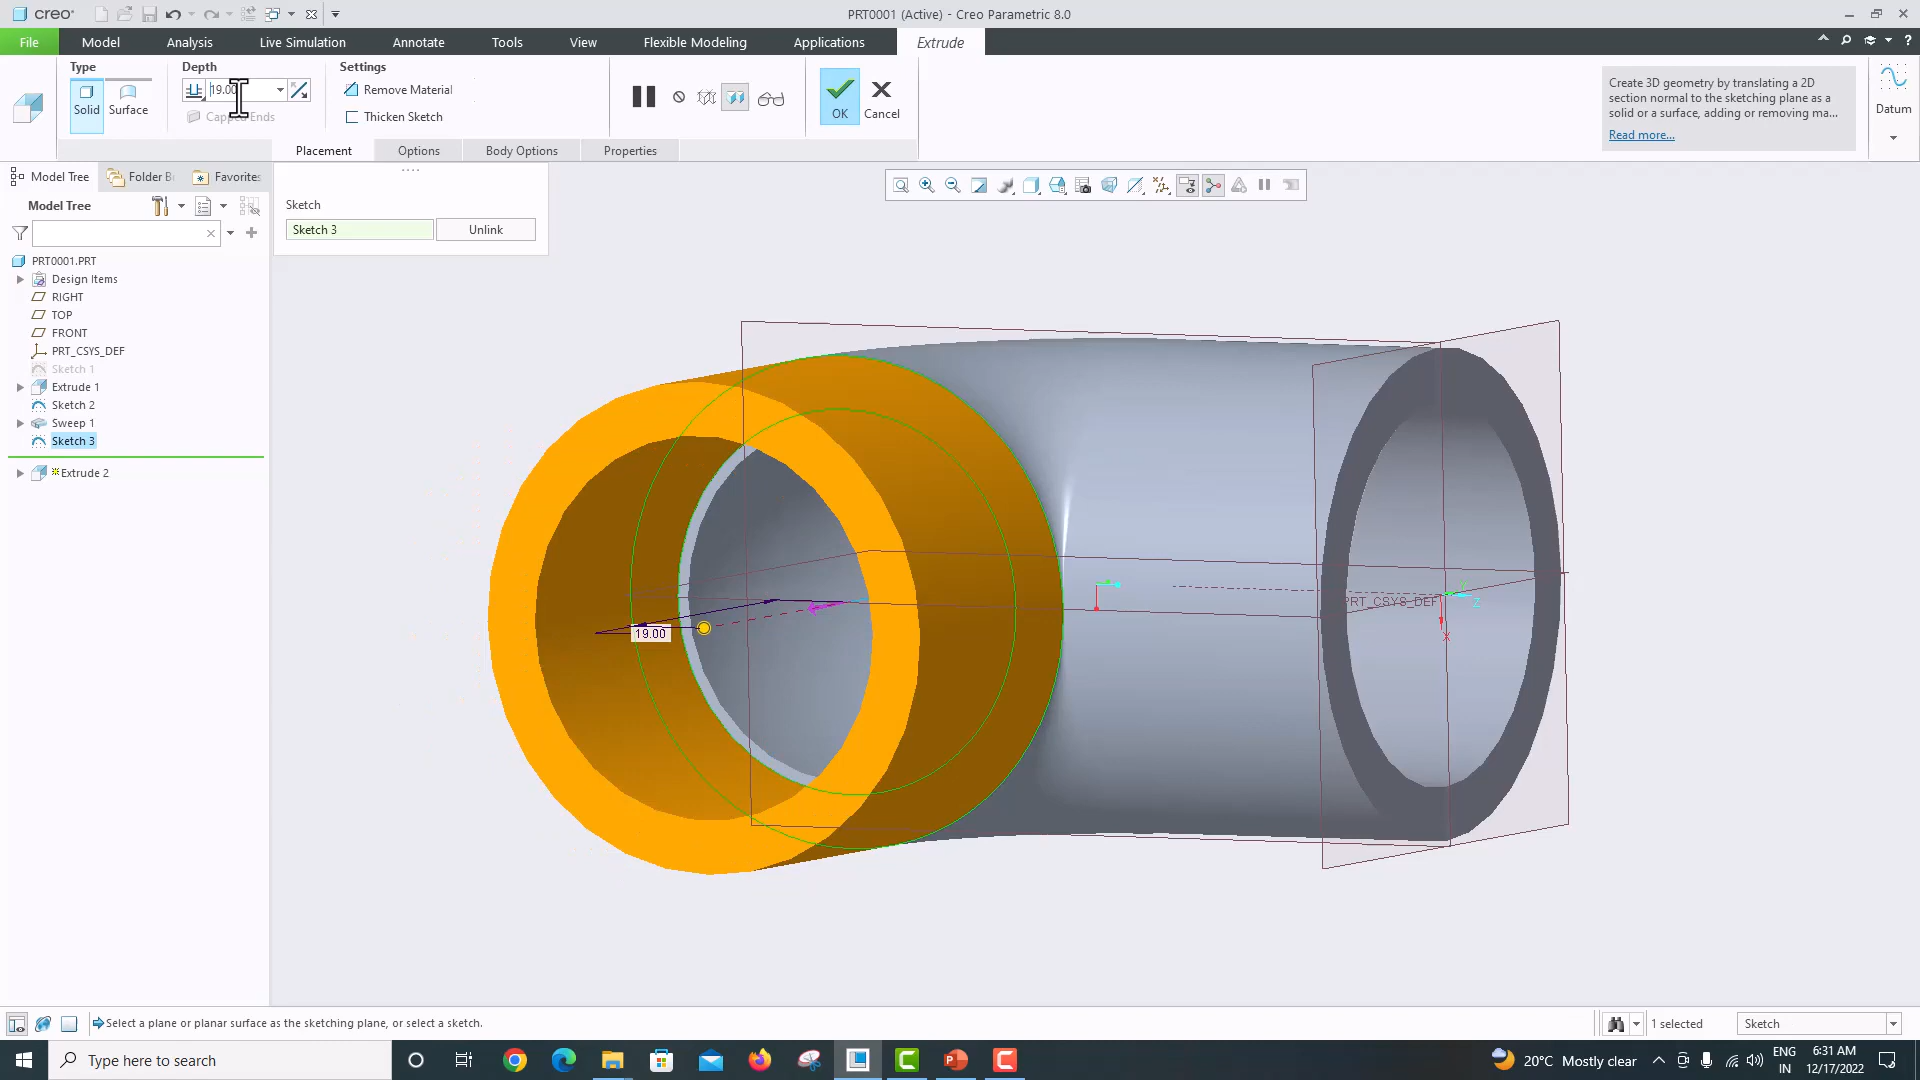 creo
PRT0001 (Active) - Creo Parametric 8.0
File Model Analysis Live Simulation Annotate Tools View Flexible Modeling Applications Extrude
Type Depth Settings
Solid Surface
19.00
Capped Ends
Remove Material
Thicken Sketch
OK Cancel
Create 3D geometry by translating a 2D
section normal to the sketching plane as a
solid or a surface, adding or removing ma...
Read more...
Datum
Placement Options Body Options Properties
Model Tree Folder B Favorites
Model Tree
Sketch
Sketch 3 Unlink
PRT0001.PRT
Design Items
RIGHT
TOP
FRONT
PRT_CSYS_DEF
Sketch 1
Extrude 1
Sketch 2
Sweep 1
Sketch 3
Extrude 2
19.00
PRT_CSYS_DEF
Y
Z
X
Select a plane or planar surface as the sketching plane, or select a sketch.
1 selected
Sketch
Type here to search
20°C Mostly clear
ENG
IN
6:31 AM
12/17/2022